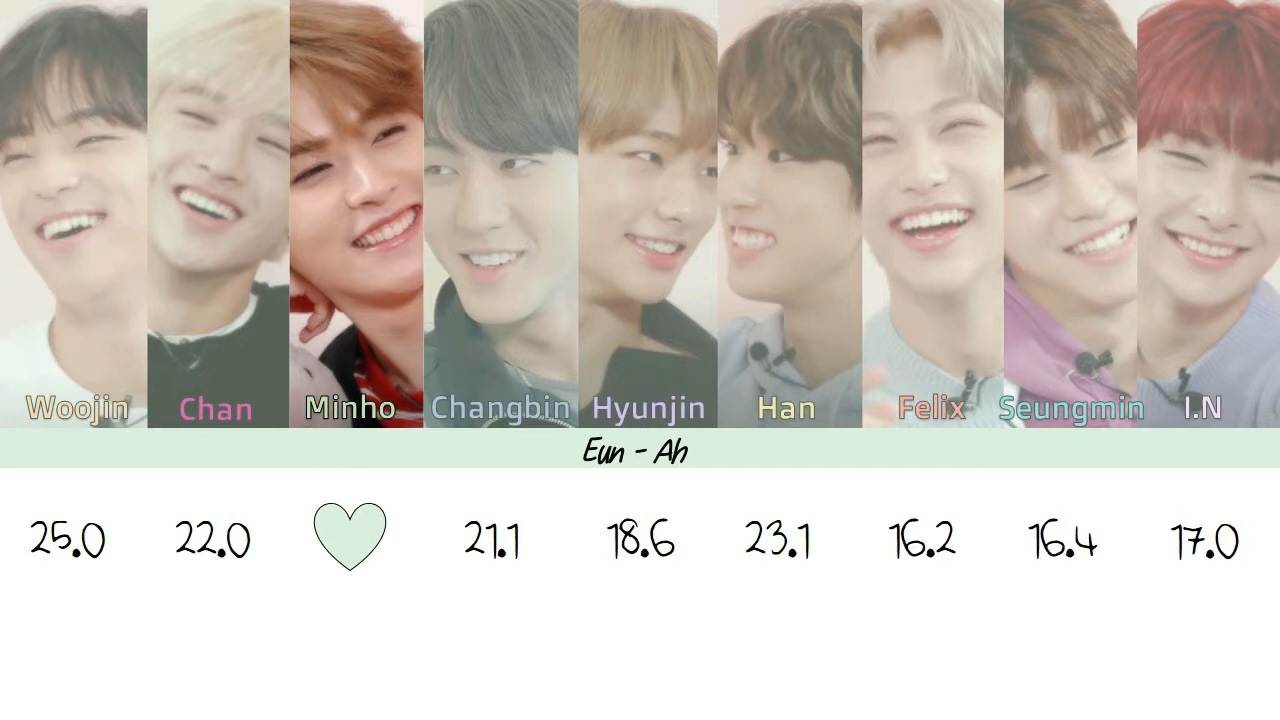 Woojin Chan Minho Changbin Hyunjin Han Felix Seungmin I.N
Eun - Ah
25.0 22.0 21.1 18.6 23.1 16.2 16.4 17.0